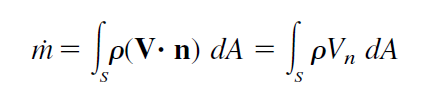 ṁ = ∫_S ρ(V · n) dA = ∫_S ρV_n dA